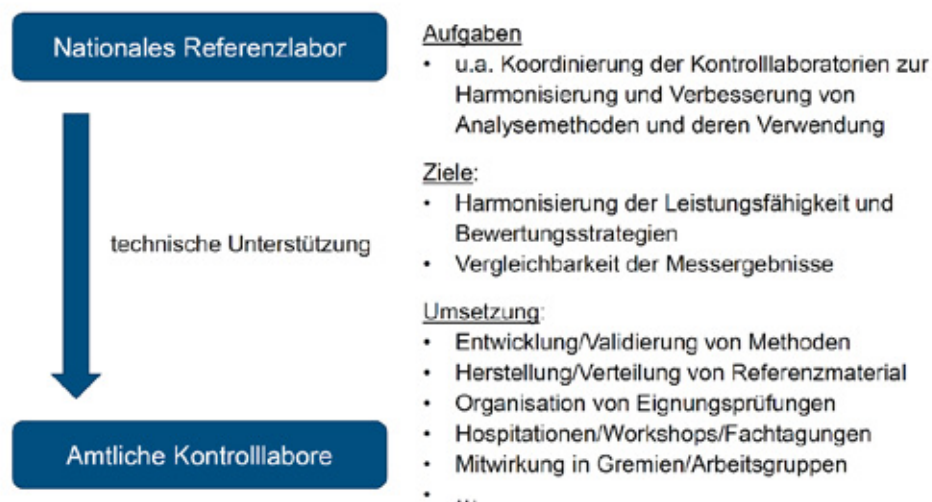 Nationales Referenzlabor
technische Unterstützung
Amtliche Kontrolllabore
Aufgaben
• u.a. Koordinierung der Kontrolllaboratorien zur
Harmonisierung und Verbesserung von
Analysemethoden und deren Verwendung
Ziele:
• Harmonisierung der Leistungsfähigkeit und
Bewertungsstrategien
• Vergleichbarkeit der Messergebnisse
Umsetzung:
• Entwicklung/Validierung von Methoden
• Herstellung/Verteilung von Referenzmaterial
• Organisation von Eignungsprüfungen
• Hospitationen/Workshops/Fachtagungen
• Mitwirkung in Gremien/Arbeitsgruppen
• ...